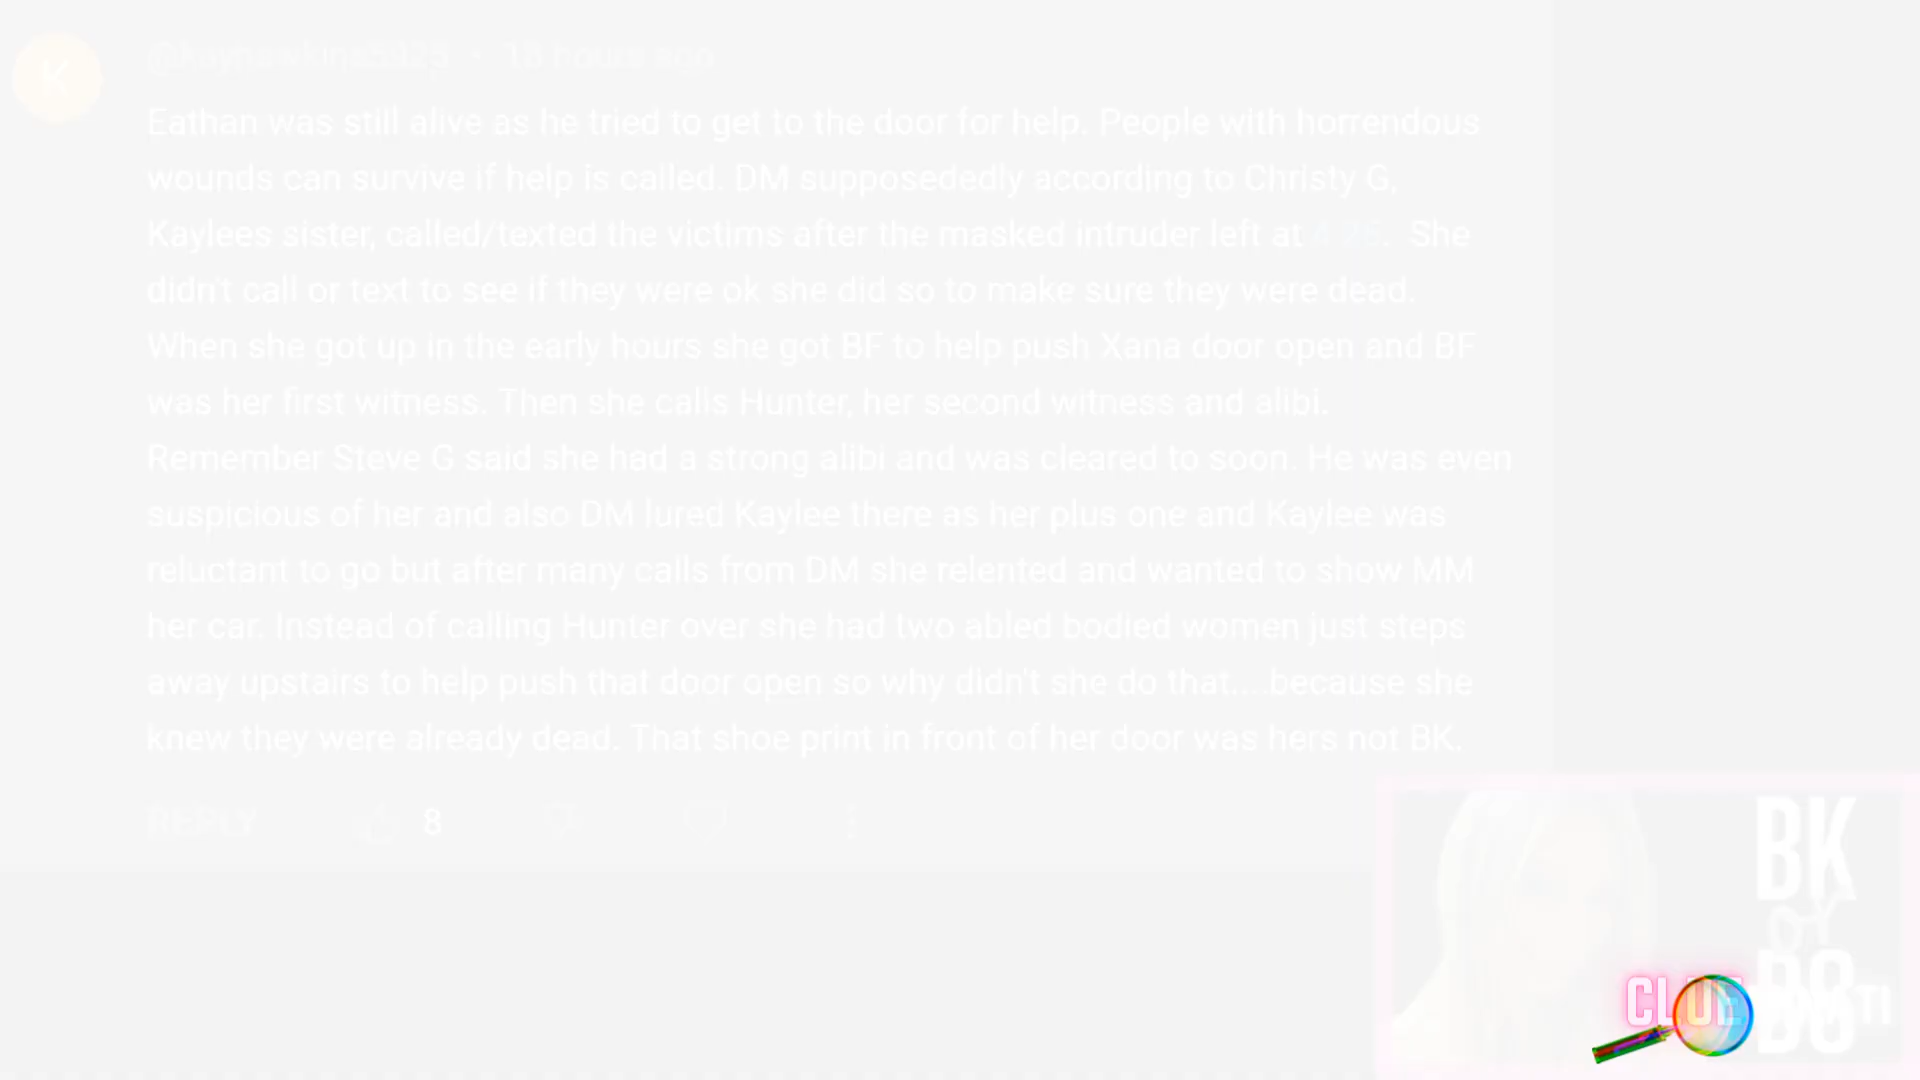 @kayhawkins5325 • 18 hours ago
K
Eathan was still alive as he tried to get to the door for help. People with horrendous
wounds can survive if help is called. DM supposededly according to Christy G,
Kaylees sister, called/texted the victims after the masked intruder left at 4:26. She
didn't call or text to see if they were ok she did so to make sure they were dead.
When she got up in the early hours she got BF to help push Xana door open and BF
was her first witness. Then she calls Hunter, her second witness and alibi.
Remember Steve G said she had a strong alibi and was cleared to soon. He was even
suspicious of her and also DM lured Kaylee there as her plus one and Kaylee was
reluctant to go but after many calls from DM she relented and wanted to show MM
her car. Instead of calling Hunter over she had two abled bodied women just steps
away upstairs to help push that door open so why didn't she do that....because she
knew they were already dead. That shoe print in front of her door was hers not BK.
REPLY 8
BK
OY